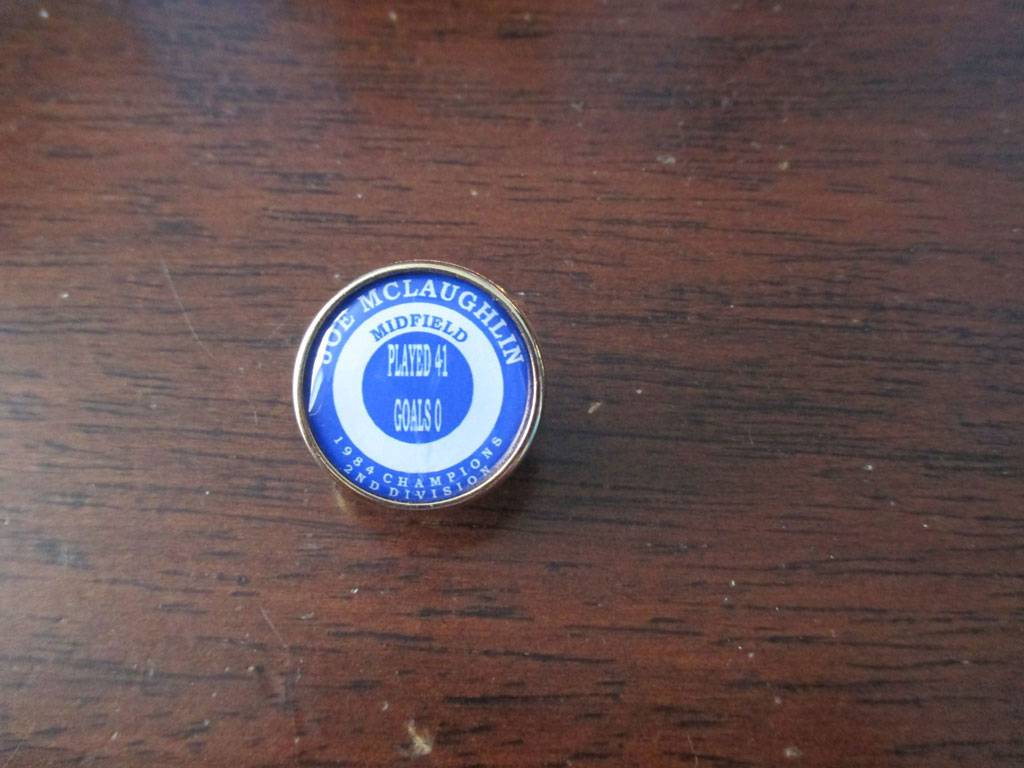 JOE MCLAUGHLIN
MIDFIELD
PLAYED 41
GOALS 0
1984 CHAMPIONS
2ND DIVISION